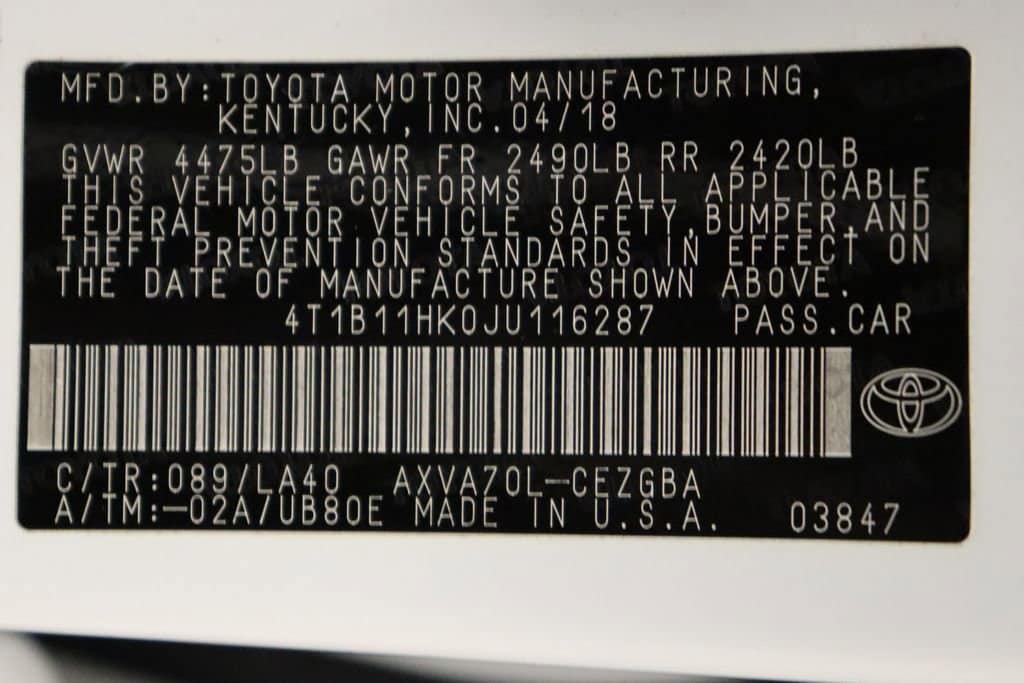 MFD.BY:TOYOTA MOTOR MANUFACTURING,
KENTUCKY,INC.04/18
GVWR 4475LB GAWR FR 2490LB RR 2420LB
THIS VEHICLE CONFORMS TO ALL APPLICABLE
FEDERAL MOTOR VEHICLE SAFETY,BUMPER,AND
THEFT PREVENTION STANDARDS IN EFFECT ON
THE DATE OF MANUFACTURE SHOWN ABOVE.
4T1B11HK0JU116287 PASS.CAR
C/TR:089/LA40 AXVA70L-CEZGBA
A/TM:-02A/UB80E MADE IN U.S.A. 03847